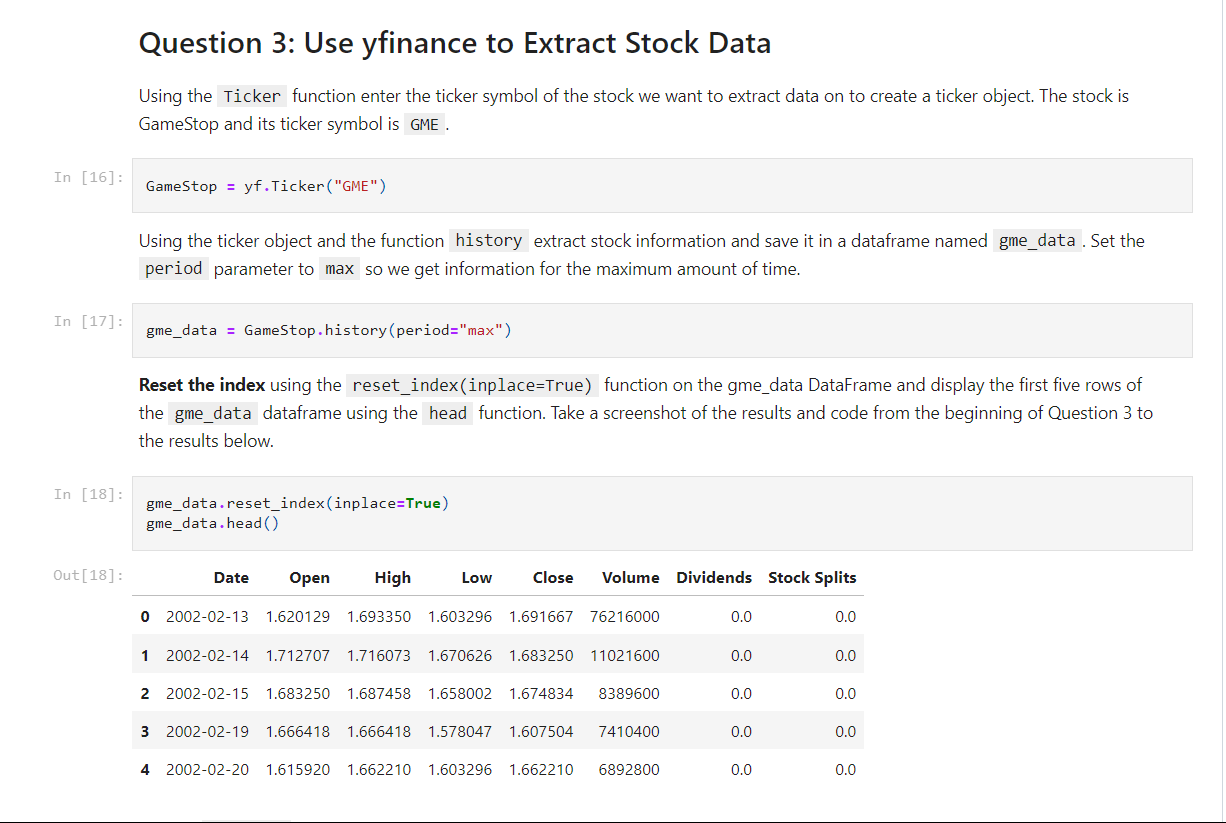 Question 3: Use yfinance to Extract Stock Data
Using the Ticker function enter the ticker symbol of the stock we want to extract data on to create a ticker object. The stock is
GameStop and its ticker symbol is GME .
In [16]: GameStop = yf.Ticker("GME")
Using the ticker object and the function history extract stock information and save it in a dataframe named gme_data . Set the
period parameter to max so we get information for the maximum amount of time.
In [17]: gme_data = GameStop.history(period="max")
Reset the index using the reset_index(inplace=True) function on the gme_data DataFrame and display the first five rows of
the gme_data dataframe using the head function. Take a screenshot of the results and code from the beginning of Question 3 to
the results below.
In [18]: gme_data.reset_index(inplace=True)
gme_data.head()
Out[18]: Date Open High Low Close Volume Dividends Stock Splits
0 2002-02-13 1.620129 1.693350 1.603296 1.691667 76216000 0.0 0.0
1 2002-02-14 1.712707 1.716073 1.670626 1.683250 11021600 0.0 0.0
2 2002-02-15 1.683250 1.687458 1.658002 1.674834 8389600 0.0 0.0
3 2002-02-19 1.666418 1.666418 1.578047 1.607504 7410400 0.0 0.0
4 2002-02-20 1.615920 1.662210 1.603296 1.662210 6892800 0.0 0.0